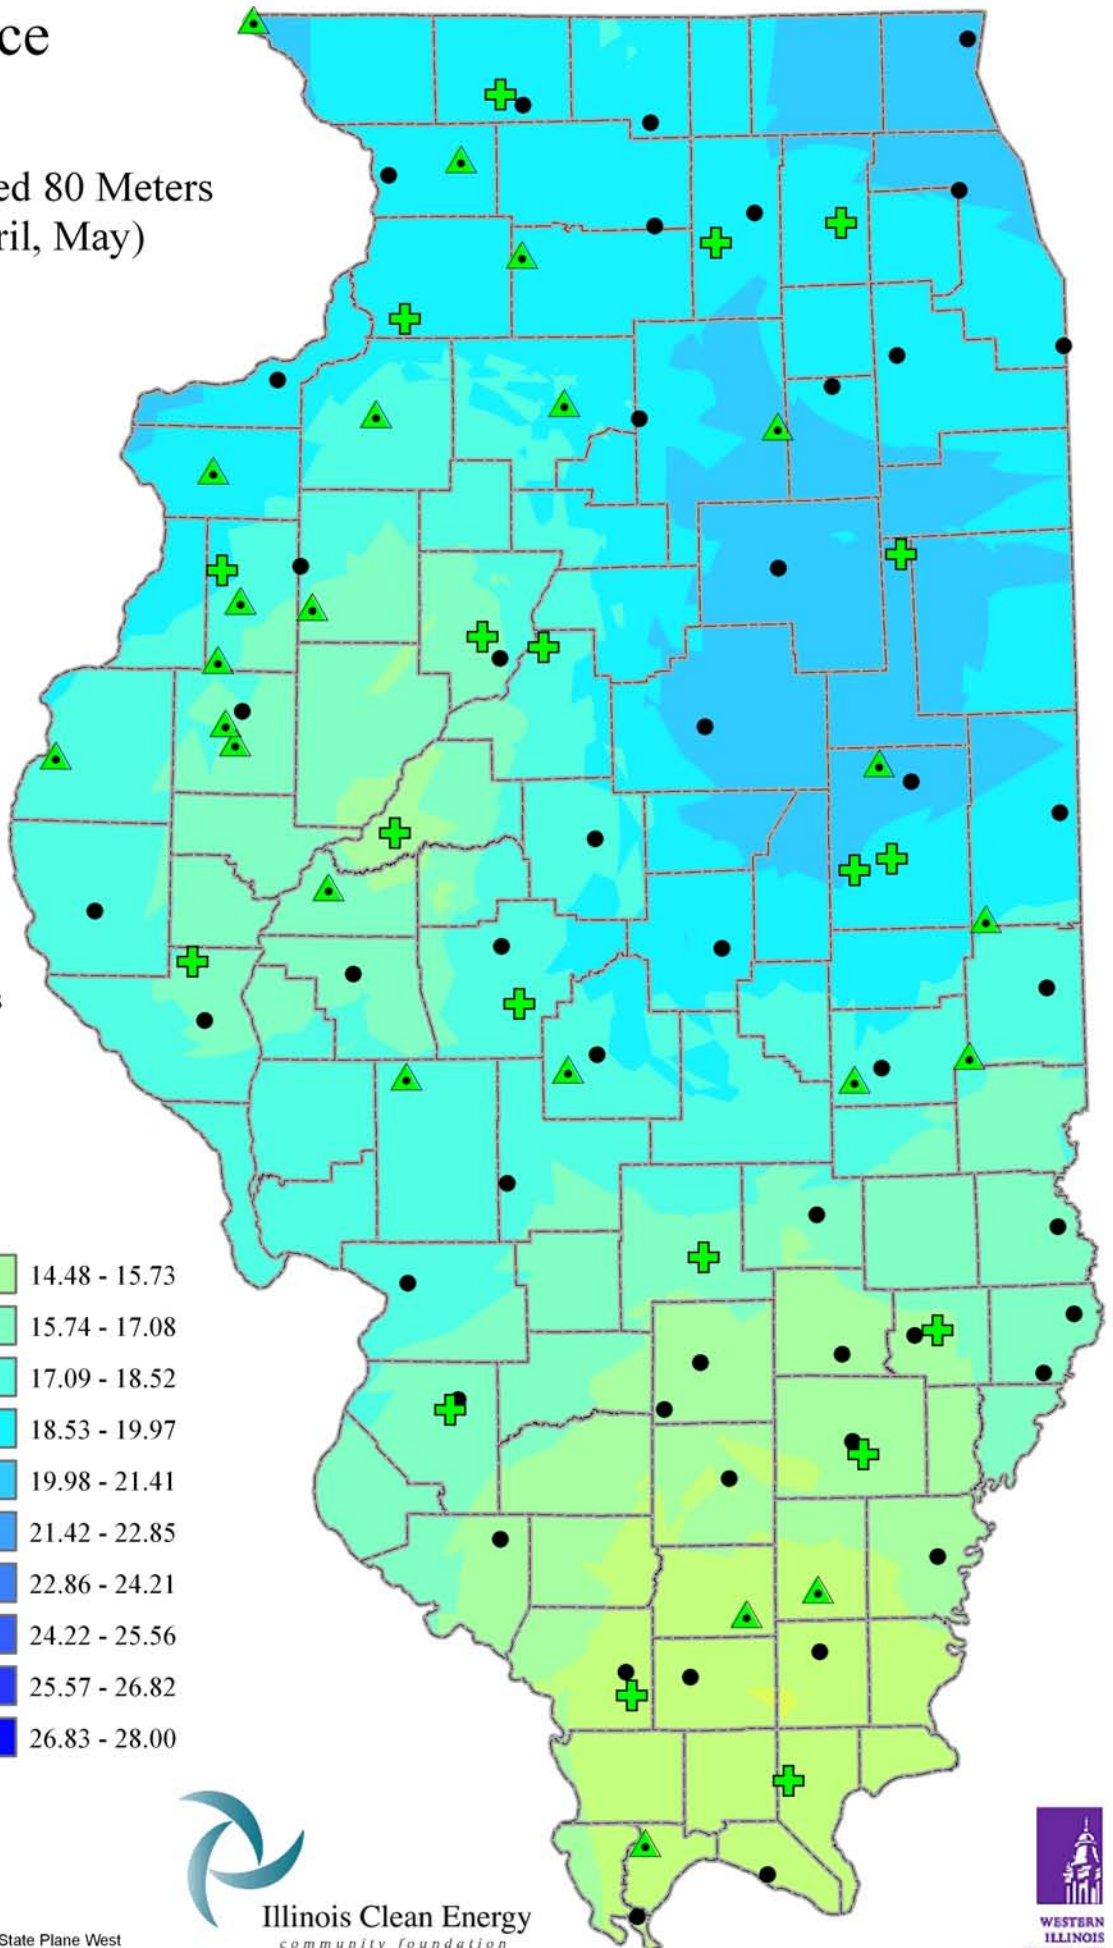 ce
ed 80 Meters
ril, May)
s
14.48 - 15.73
15.74 - 17.08
17.09 - 18.52
18.53 - 19.97
19.98 - 21.41
21.42 - 22.85
22.86 - 24.21
24.22 - 25.56
25.57 - 26.82
26.83 - 28.00
Illinois Clean Energy
community foundation
State Plane West
WESTERN
ILLINOIS